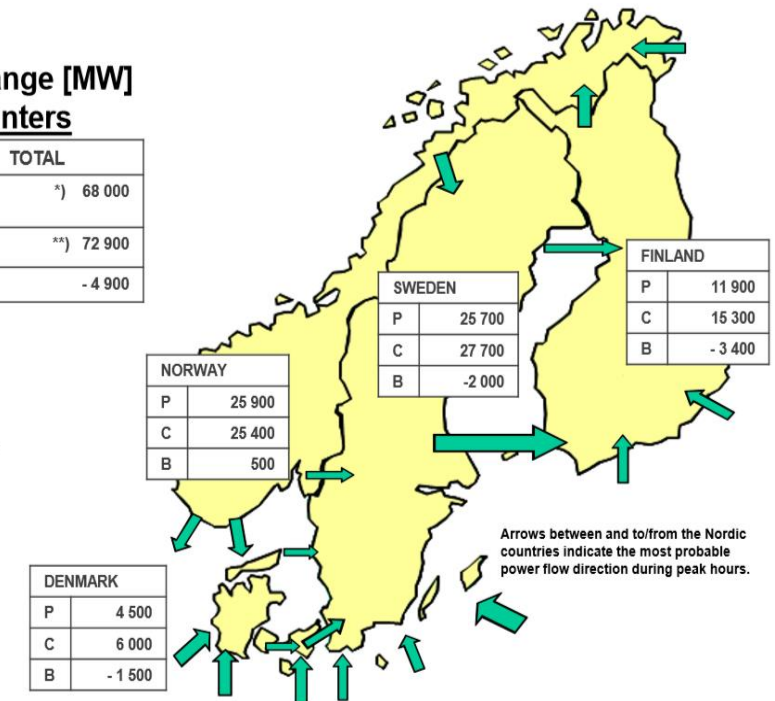 ange [MW]
nters
TOTAL
*) 68 000
**) 72 900
- 4 900
FINLAND
P 11 900
C 15 300
B - 3 400
SWEDEN
P 25 700
C 27 700
B -2 000
NORWAY
P 25 900
C 25 400
B 500
Arrows between and to/from the Nordic
countries indicate the most probable
power flow direction during peak hours.
DENMARK
P 4 500
C 6 000
B - 1 500